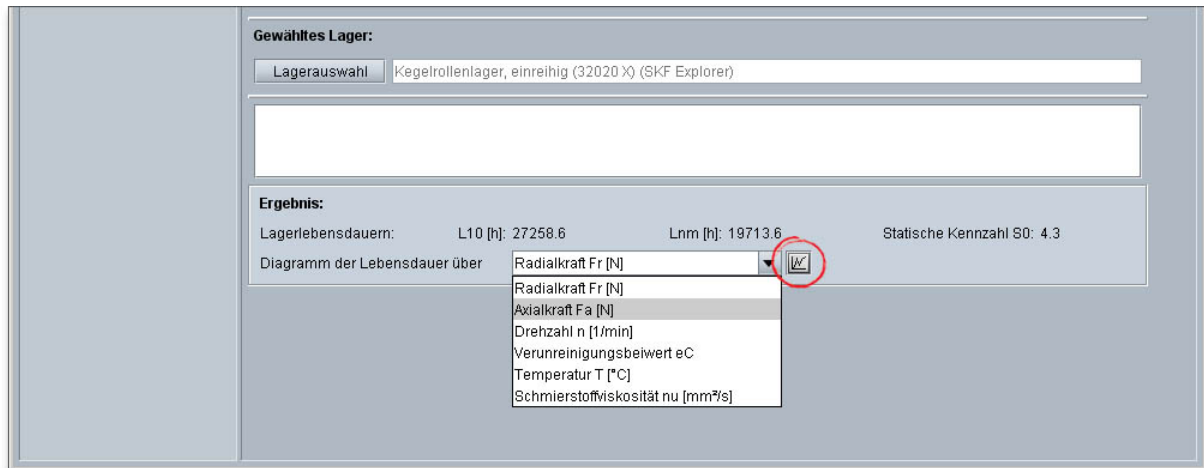 Gewähltes Lager:
Lagerauswahl Kegelrollenlager, einreihig (32020 X) (SKF Explorer)
Ergebnis:
Lagerlebensdauern: L10 [h]: 27258.6 Lnm [h]: 19713.6 Statische Kennzahl S0: 4.3
Diagramm der Lebensdauer über Radialkraft Fr [N]
Radialkraft Fr [N]
Axialkraft Fa [N]
Drehzahl n [1/min]
Verunreinigungsbeiwert eC
Temperatur T [°C]
Schmierstoffviskosität nu [mm²/s]